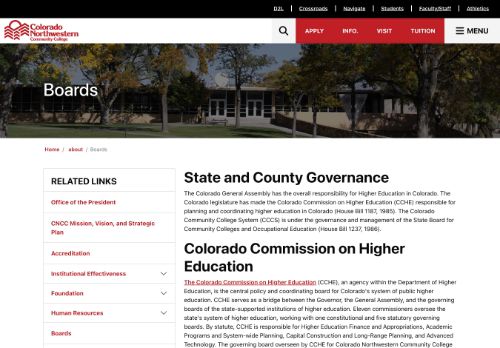 D2L Crossroads Navigate Students Faculty/Staff Athletics
Colorado
Northwestern
Community College
APPLY INFO. VISIT TUITION MENU
Boards
Home / about / Boards
RELATED LINKS
Office of the President
CNCC Mission, Vision, and Strategic
Plan
Accreditation
Institutional Effectiveness
Foundation
Human Resources
Boards
State and County Governance
The Colorado General Assembly has the overall responsibility for Higher Education in Colorado. The
Colorado legislature has made the Colorado Commission on Higher Education (CCHE) responsible for
planning and coordinating higher education in Colorado (House Bill 1187, 1985). The Colorado
Community College System (CCCS) is under the governance and management of the State Board for
Community Colleges and Occupational Education (House Bill 1237, 1986).
Colorado Commission on Higher
Education
The Colorado Commission on Higher Education (CCHE), an agency within the Department of Higher
Education, is the central policy and coordinating board for Colorado's system of public higher
education. CCHE serves as a bridge between the Governor, the General Assembly, and the governing
boards of the state-supported institutions of higher education. Eleven commissioners oversee the
state's system of higher education, working with one constitutional and five statutory governing
boards. By statute, CCHE is responsible for Higher Education Finance and Appropriations, Academic
Programs and System-wide Planning, Capital Construction and Long-Range Planning, and Advanced
Technology. The governing board overseen by CCHE for Colorado Northwestern Community College